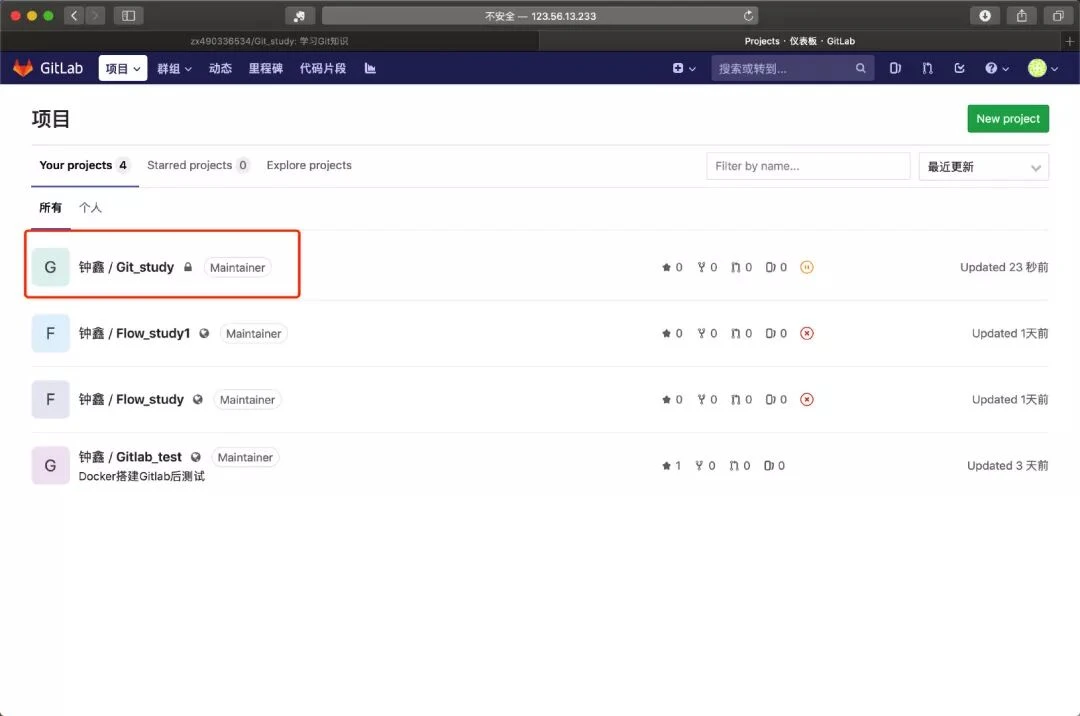 不安全 — 123.56.13.233
zx490336534/Git_study: 学习Git知识
Projects · 仪表板 · GitLab
GitLab 项目 群组 动态 里程碑 代码片段 搜索或转到...
项目
New project
Your projects 4 Starred projects 0 Explore projects Filter by name... 最近更新
所有 个人
G 钟鑫 / Git_study Maintainer 0 0 0 0 Updated 23 秒前
F 钟鑫 / Flow_study1 Maintainer 0 0 0 0 Updated 1天前
F 钟鑫 / Flow_study Maintainer 0 0 0 0 Updated 1天前
G 钟鑫 / Gitlab_test Maintainer 1 0 0 0 Updated 3 天前
Docker搭建Gitlab后测试